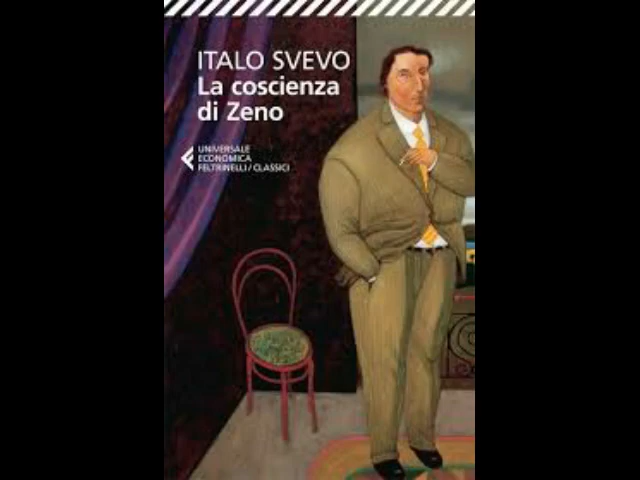 ITALO SVEVO
La coscienza
di Zeno
UNIVERSALE
ECONOMICA
FELTRINELLI/CLASSICI